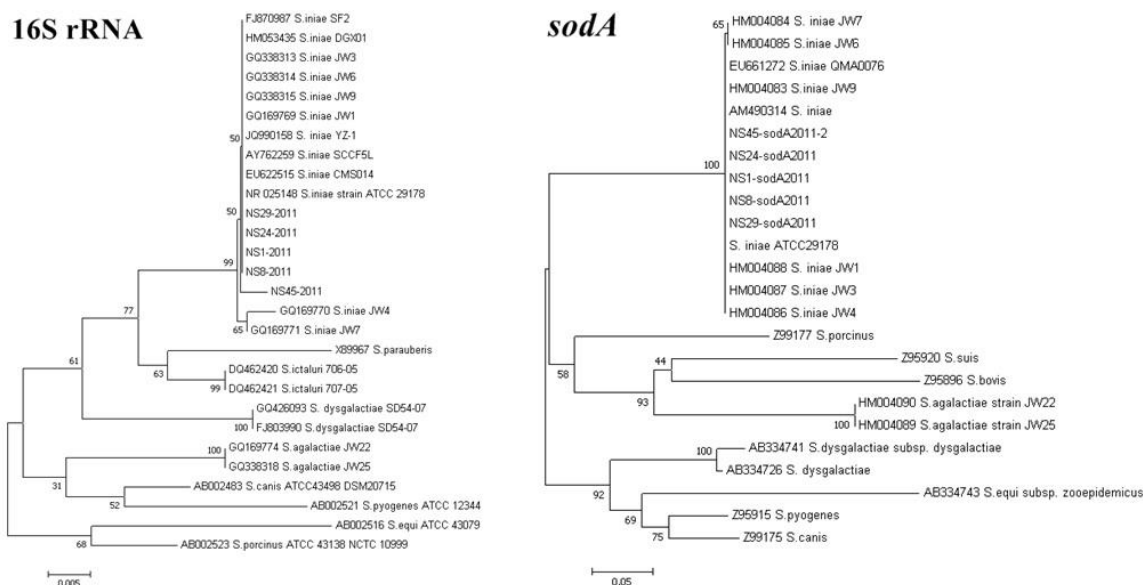 16S rRNA
FJ870987 S.iniae SF2
HM053435 S.iniae DGX01
GQ338313 S.iniae JW3
GQ338314 S.iniae JW6
GQ338315 S.iniae JW9
GQ169769 S.iniae JW1
50
JQ990158 S. iniae YZ-1
AY762259 S.iniae SCCF5L
EU622515 S.iniae CMS014
NR 025148 S.iniae strain ATCC 29178
50
NS29-2011
NS24-2011
NS1-2011
99
NS8-2011
NS45-2011
GQ169770 S.iniae JW4
77
65
GQ169771 S.iniae JW7
X89967 S.parauberis
61
63
DQ462420 S.ictaluri 706-05
99
DQ462421 S.ictaluri 707-05
GQ426093 S. dysgalactiae SD54-07
100
FJ803990 S.dysgalactiae SD54-07
100
GQ169774 S.agalactiae JW22
GQ338318 S.agalactiae JW25
31
AB002483 S.canis ATCC43498 DSM20715
52
AB002521 S.pyogenes ATCC 12344
AB002516 S.equi ATCC 43079
68
AB002523 S.porcinus ATCC 43138 NCTC 10999
0.005
sodA
65
HM004084 S. iniae JW7
HM004085 S. iniae JW6
EU661272 S.iniae QMA0076
HM004083 S.iniae JW9
AM490314 S. iniae
NS45-sodA2011-2
NS24-sodA2011
100
NS1-sodA2011
NS8-sodA2011
NS29-sodA2011
S. iniae ATCC29178
HM004088 S. iniae JW1
HM004087 S. iniae JW3
HM004086 S. iniae JW4
Z99177 S.porcinus
44
Z95920 S.suis
58
Z95896 S.bovis
93
HM004090 S.agalactiae strain JW22
100
HM004089 S.agalactiae strain JW25
100
AB334741 S.dysgalactiae subsp. dysgalactiae
AB334726 S. dysgalactiae
92
AB334743 S.equi subsp. zooepidemicus
69
Z95915 S.pyogenes
75
Z99175 S.canis
0.05